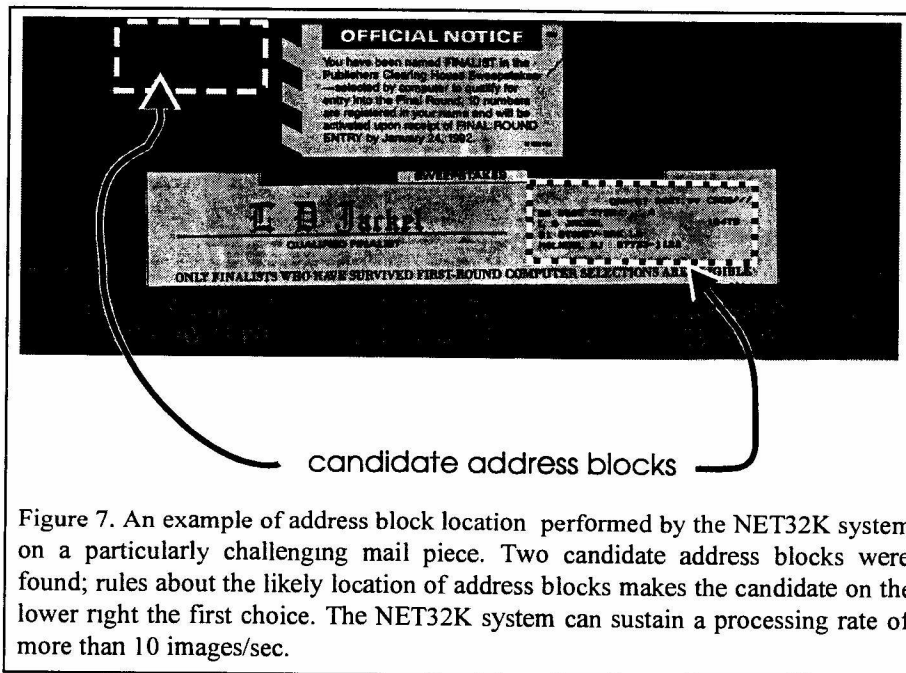 OFFICIAL NOTICE
You have been named FINALIST in the
Publishers Clearing House Sweepstakes
—selected by computer to qualify for
entry into the Final Round; 10 numbers
are registered in your name and will be
activated upon receipt of FINAL ROUND
ENTRY by January 24, 1992.
SWEEPSTAKES
L D Jackel
QUALIFIED FINALIST
ONLY FINALISTS WHO HAVE SURVIVED FIRST-ROUND COMPUTER SELECTIONS ARE ELIGIBLE
candidate address blocks
Figure 7. An example of address block location performed by the NET32K system
on a particularly challenging mail piece. Two candidate address blocks were
found; rules about the likely location of address blocks makes the candidate on the
lower right the first choice. The NET32K system can sustain a processing rate of
more than 10 images/sec.